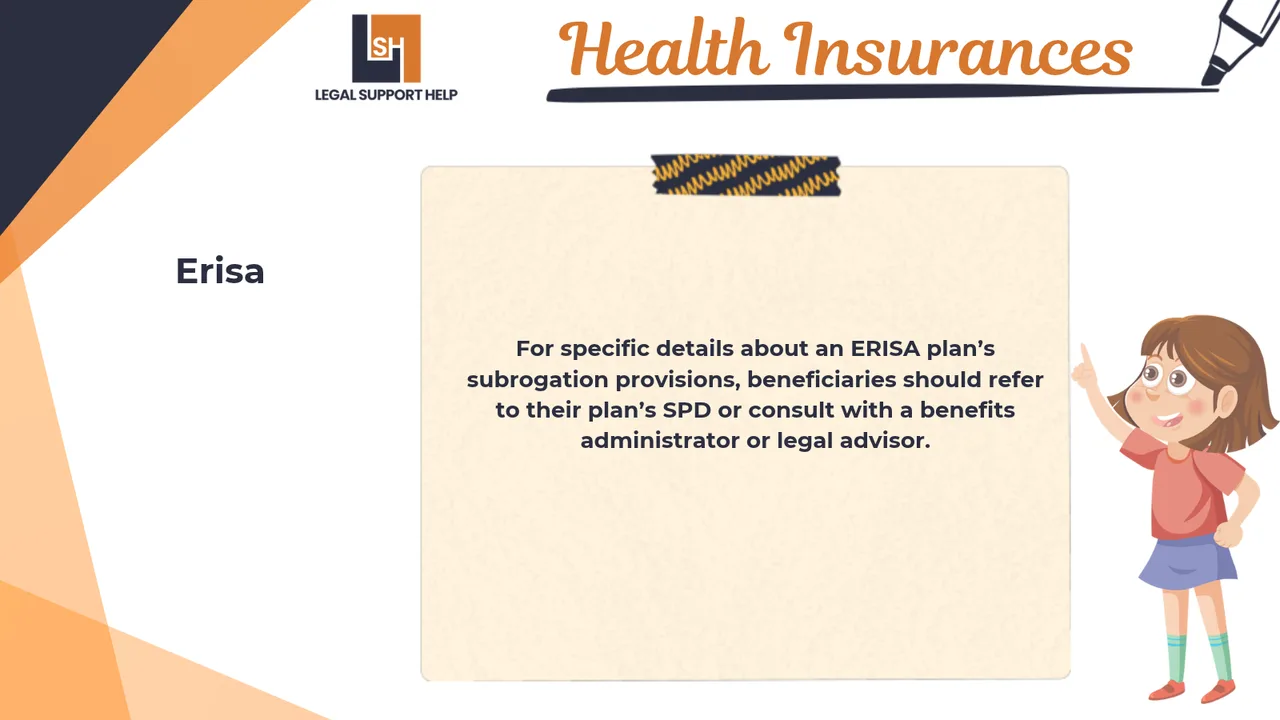 LSH
LEGAL SUPPORT HELP
Health Insurances
Erisa
For specific details about an ERISA plan’s
subrogation provisions, beneficiaries should refer
to their plan’s SPD or consult with a benefits
administrator or legal advisor.